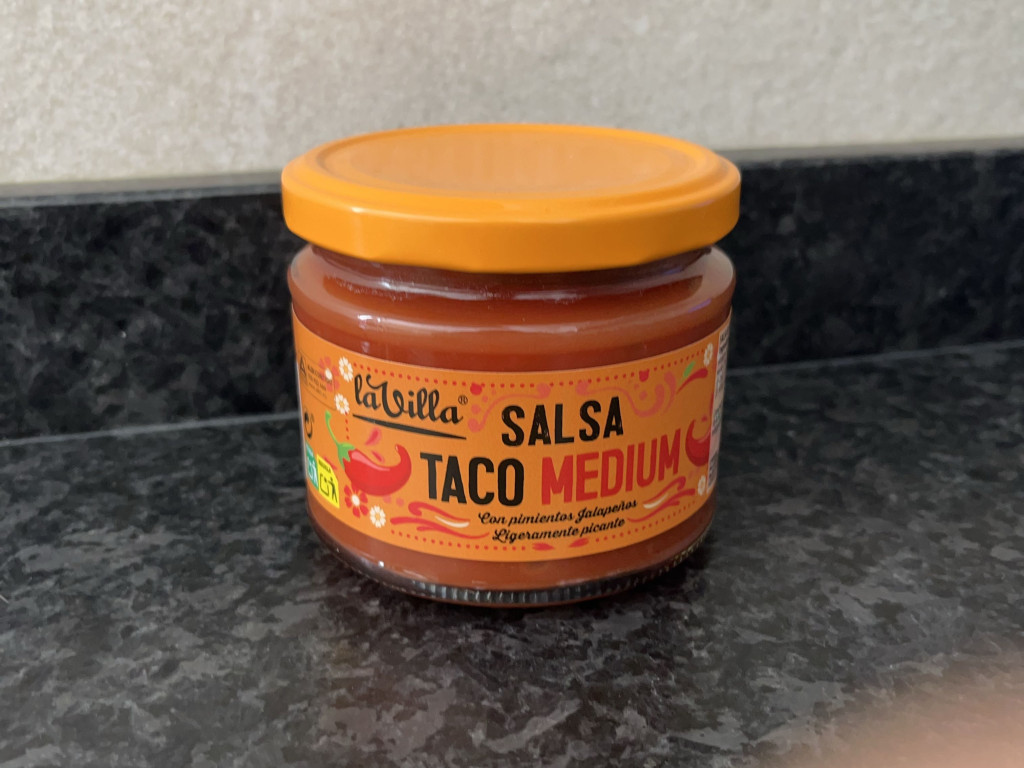 laVilla®
SALSA
TACO MEDIUM
Con pimientos Jalapeños
Ligeramente picante